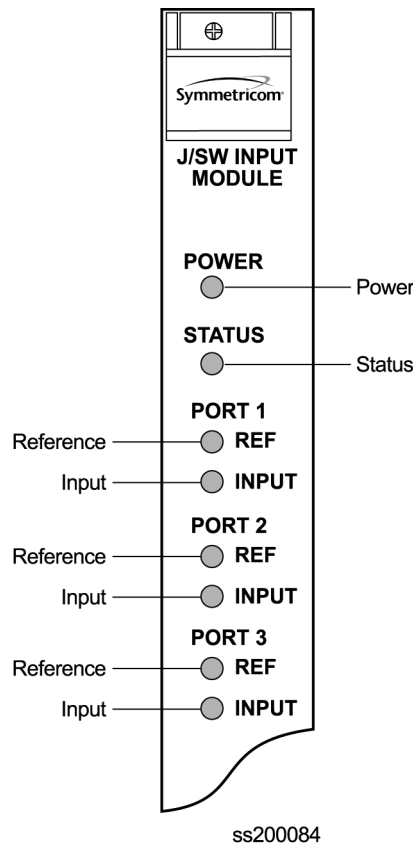 Symmetricom
J/SW INPUT
MODULE
POWER
Power
STATUS
Status
PORT 1
Reference REF
Input INPUT
PORT 2
Reference REF
Input INPUT
PORT 3
Reference REF
Input INPUT
ss200084